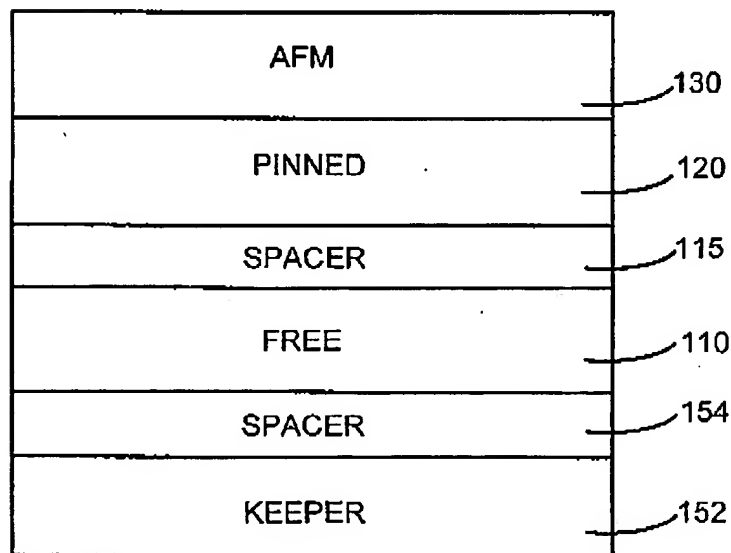 AFM
130
PINNED
120
SPACER
115
FREE
110
SPACER
154
KEEPER
152